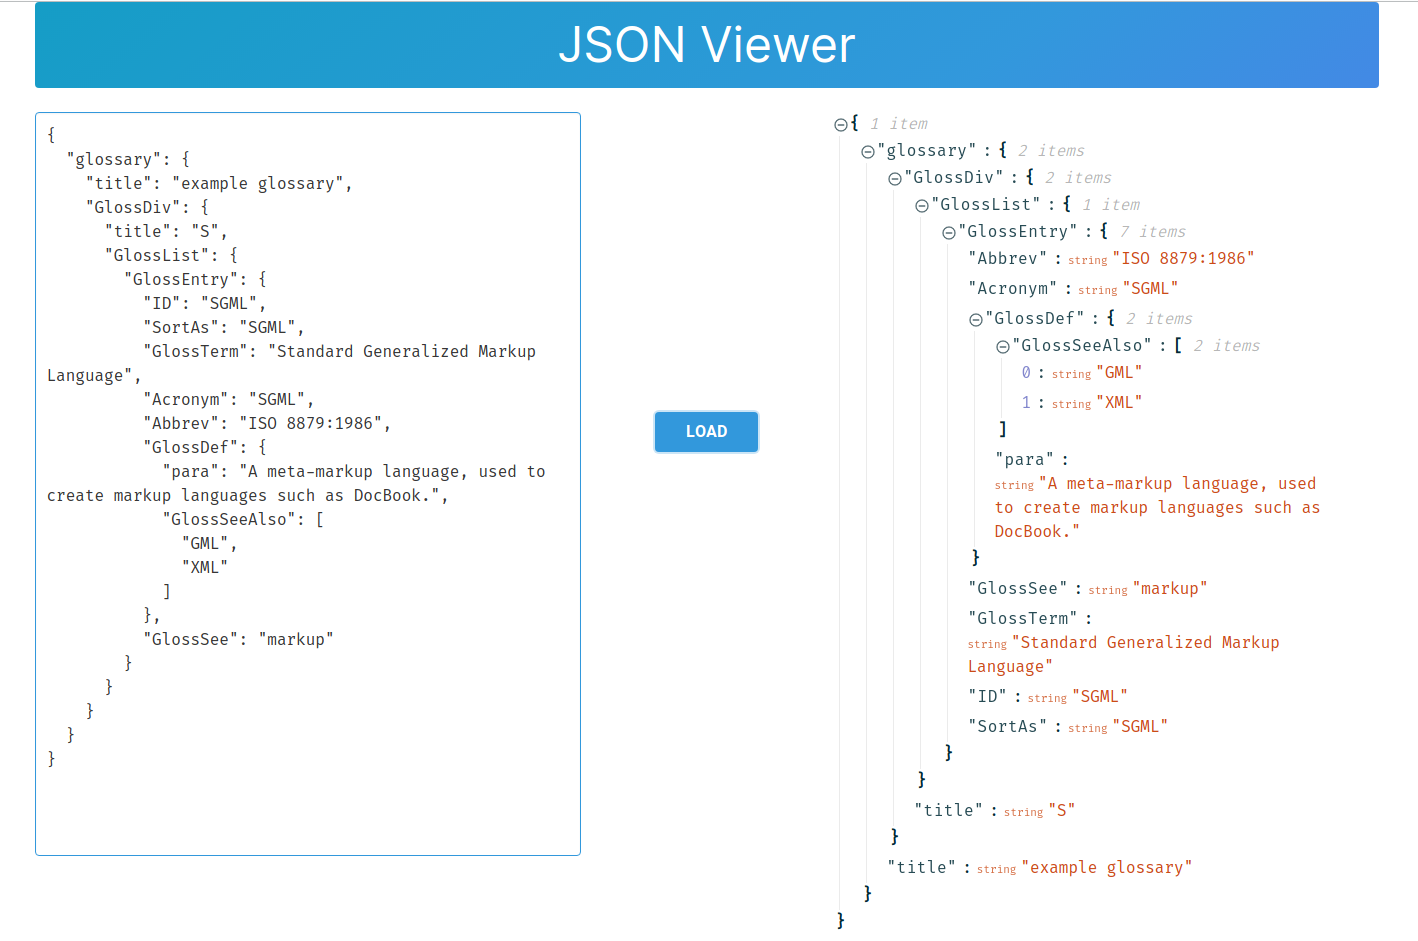 JSON Viewer
{
  "glossary": {
    "title": "example glossary",
    "GlossDiv": {
      "title": "S",
      "GlossList": {
        "GlossEntry": {
          "ID": "SGML",
          "SortAs": "SGML",
          "GlossTerm": "Standard Generalized Markup
Language",
          "Acronym": "SGML",
          "Abbrev": "ISO 8879:1986",
          "GlossDef": {
            "para": "A meta-markup language, used to
create markup languages such as DocBook.",
            "GlossSeeAlso": [
              "GML",
              "XML"
            ]
          },
          "GlossSee": "markup"
        }
      }
    }
  }
}
LOAD
{ 1 item
"glossary" : { 2 items
"GlossDiv" : { 2 items
"GlossList" : { 1 item
"GlossEntry" : { 7 items
"Abbrev" : string "ISO 8879:1986"
"Acronym" : string "SGML"
"GlossDef" : { 2 items
"GlossSeeAlso" : [ 2 items
0 : string "GML"
1 : string "XML"
]
"para" :
string "A meta-markup language, used
to create markup languages such as
DocBook."
}
"GlossSee" : string "markup"
"GlossTerm" :
string "Standard Generalized Markup
Language"
"ID" : string "SGML"
"SortAs" : string "SGML"
}
}
"title" : string "S"
}
"title" : string "example glossary"
}
}